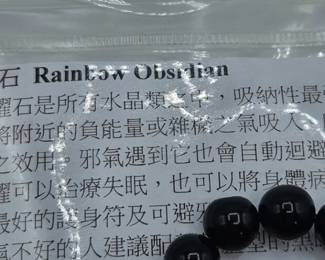 石 Rainbow Obsidian
曜石是所有水晶類之中，吸納性最
將附近的負能量或雜穢之氣吸入
之效用。邪氣遇到它也會自動迴避
曜可以治療失眠，也可以將身體病
最好的護身符及可避
不好的人建議配